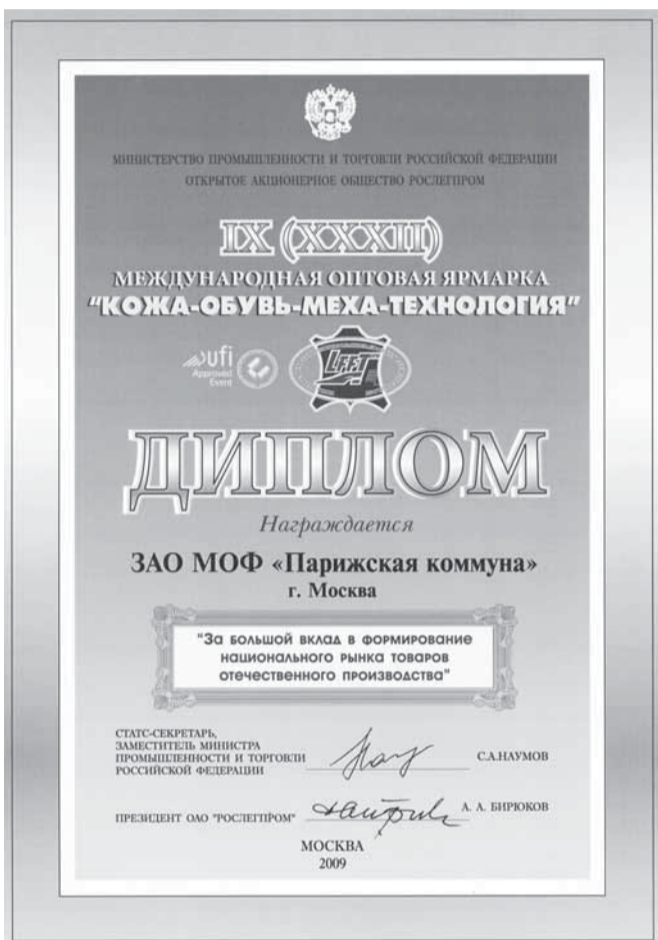 МИНИСТЕРСТВО ПРОМЫШЛЕННОСТИ И ТОРГОВЛИ РОССИЙСКОЙ ФЕДЕРАЦИИ
ОТКРЫТОЕ АКЦИОНЕРНОЕ ОБЩЕСТВО РОСЛЕГПРОМ
IX (XXXII)
МЕЖДУНАРОДНАЯ ОПТОВАЯ ЯРМАРКА
"КОЖА-ОБУВЬ-МЕХА-ТЕХНОЛОГИЯ"
ufi
Approved
Event
LFFT
ДИПЛОМ
Награждается
ЗАО МОФ «Парижская коммуна»
г. Москва
"За большой вклад в формирование
национального рынка товаров
отечественного производства"
СТАТС-СЕКРЕТАРЬ,
ЗАМЕСТИТЕЛЬ МИНИСТРА
ПРОМЫШЛЕННОСТИ И ТОРГОВЛИ
РОССИЙСКОЙ ФЕДЕРАЦИИ
С.А.НАУМОВ
ПРЕЗИДЕНТ ОАО "РОСЛЕГПРОМ"
А. А. БИРЮКОВ
МОСКВА
2009